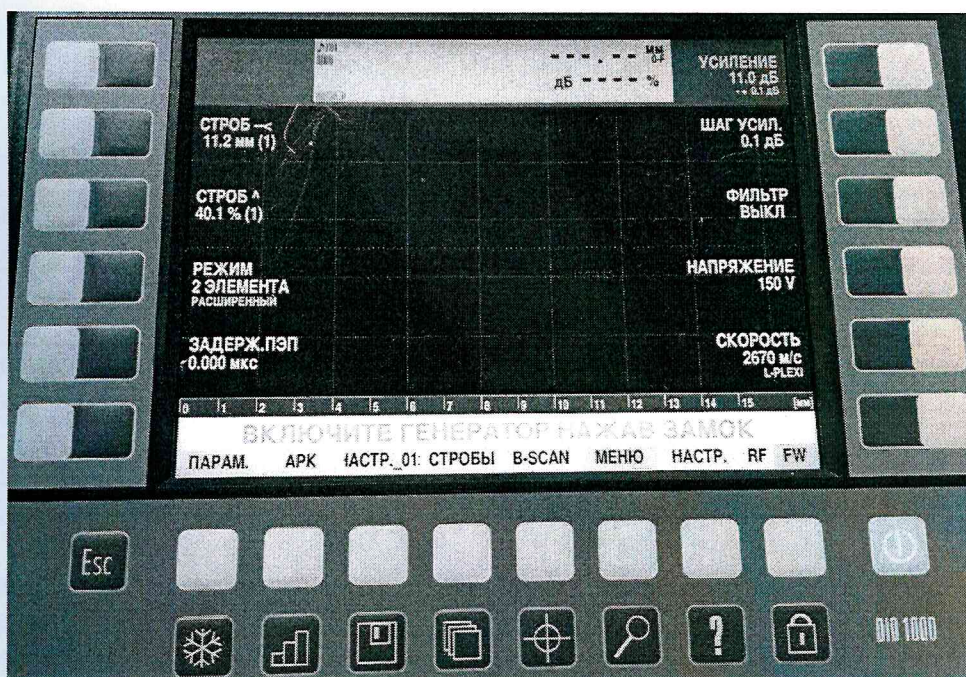 --.-- мм
дБ ---- %
УСИЛЕНИЕ
11.0 дБ
0.1 дБ
СТРОБ
11.2 мм (1)
ШАГ УСИЛ.
0.1 дБ
СТРОБ ^
40.1 % (1)
ФИЛЬТР
ВЫКЛ
РЕЖИМ
2 ЭЛЕМЕНТА
РАСШИРЕННЫЙ
НАПРЯЖЕНИЕ
150 V
ЗАДЕРЖ.ПЭП
0.000 мкс
СКОРОСТЬ
2670 м/с
L-PLEXI
0 1 2 3 4 5 6 7 8 9 10 11 12 13 14 15 [мм]
ВКЛЮЧИТЕ ГЕНЕРАТОР НАЖАВ ЗАМОК
ПАРАМ. АРК НАСТР._01: СТРОБЫ B-SCAN МЕНЮ НАСТР. RF FW
Esc
?
DIO 1000